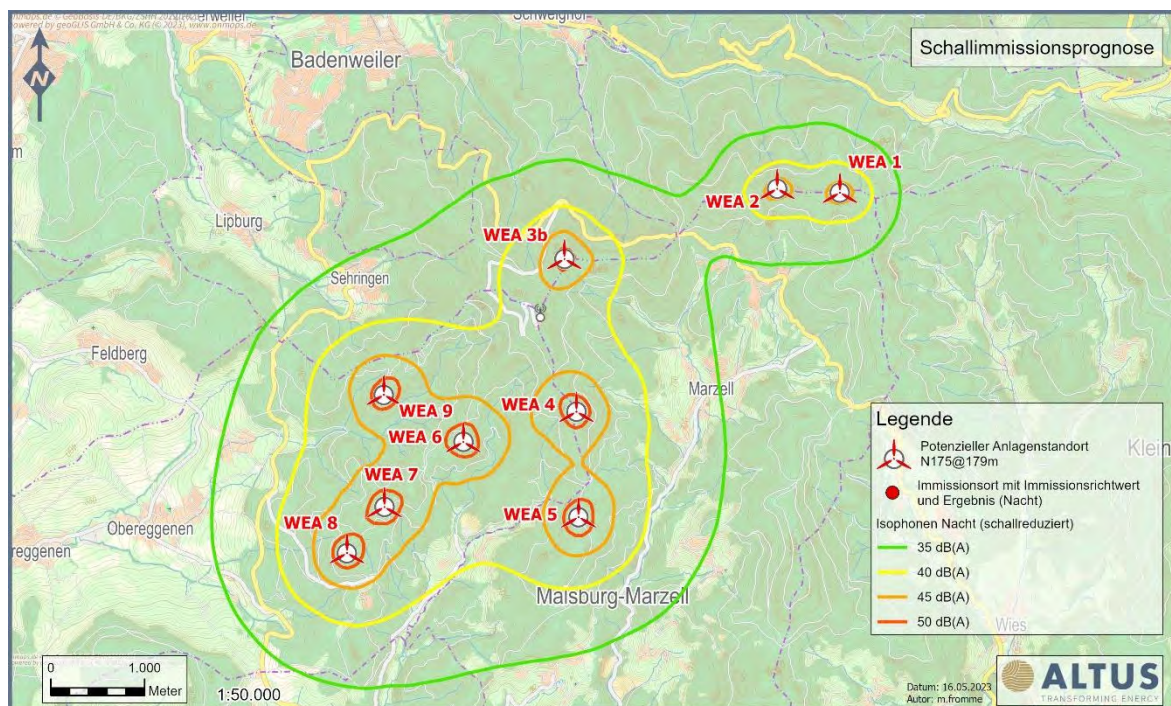 Schweighof
Schallimmissionsprognose
N
Badenweiler
WEA 1
WEA 2
Lipburg
WEA 3b
Sehringen
Feldberg
Marzell
WEA 9
WEA 4
WEA 6
WEA 7
WEA 5
WEA 8
Obereggenen
Malsburg-Marzell
Klein
Wies
Legende
Potenzieller Anlagenstandort
N175@179m
Immissionsort mit Immissionsrichtwert
und Ergebnis (Nacht)
Isophonen Nacht (schallreduziert)
35 dB(A)
40 dB(A)
45 dB(A)
50 dB(A)
0 1.000
Meter
1:50.000
Datum: 16.05.2023
Autor: m.fromme
ALTUS
TRANSFORMING ENERGY